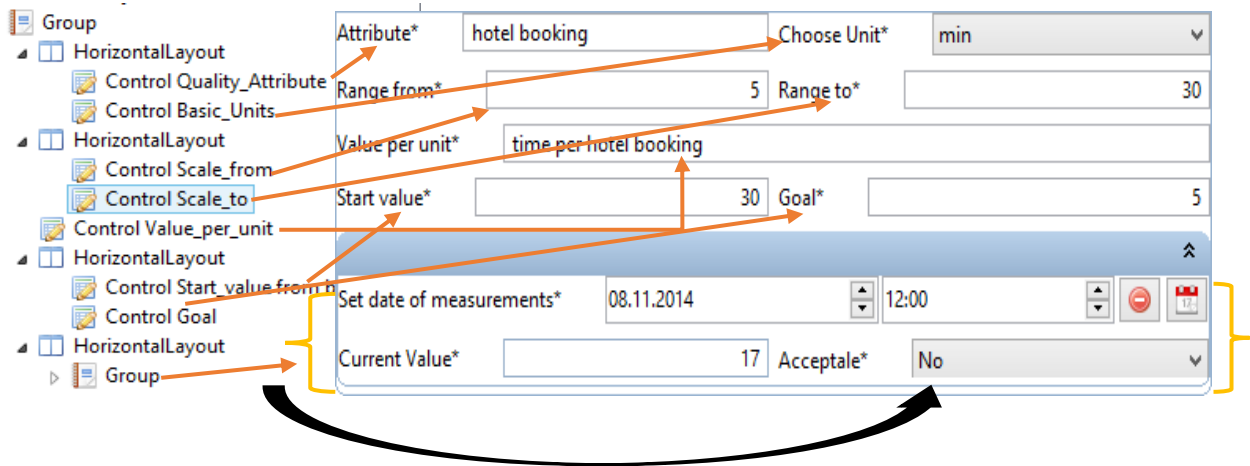 Group
HorizontalLayout
Control Quality_Attribute
Control Basic_Units
HorizontalLayout
Control Scale_from
Control Scale_to
Control Value_per_unit
HorizontalLayout
Control Start_value from
Control Goal
HorizontalLayout
Group
Attribute* hotel booking Choose Unit* min
Range from* 5 Range to* 30
Value per unit* time per hotel booking
Start value* 30 Goal* 5
Set date of measurements* 08.11.2014 12:00
Current Value* 17 Acceptale* No